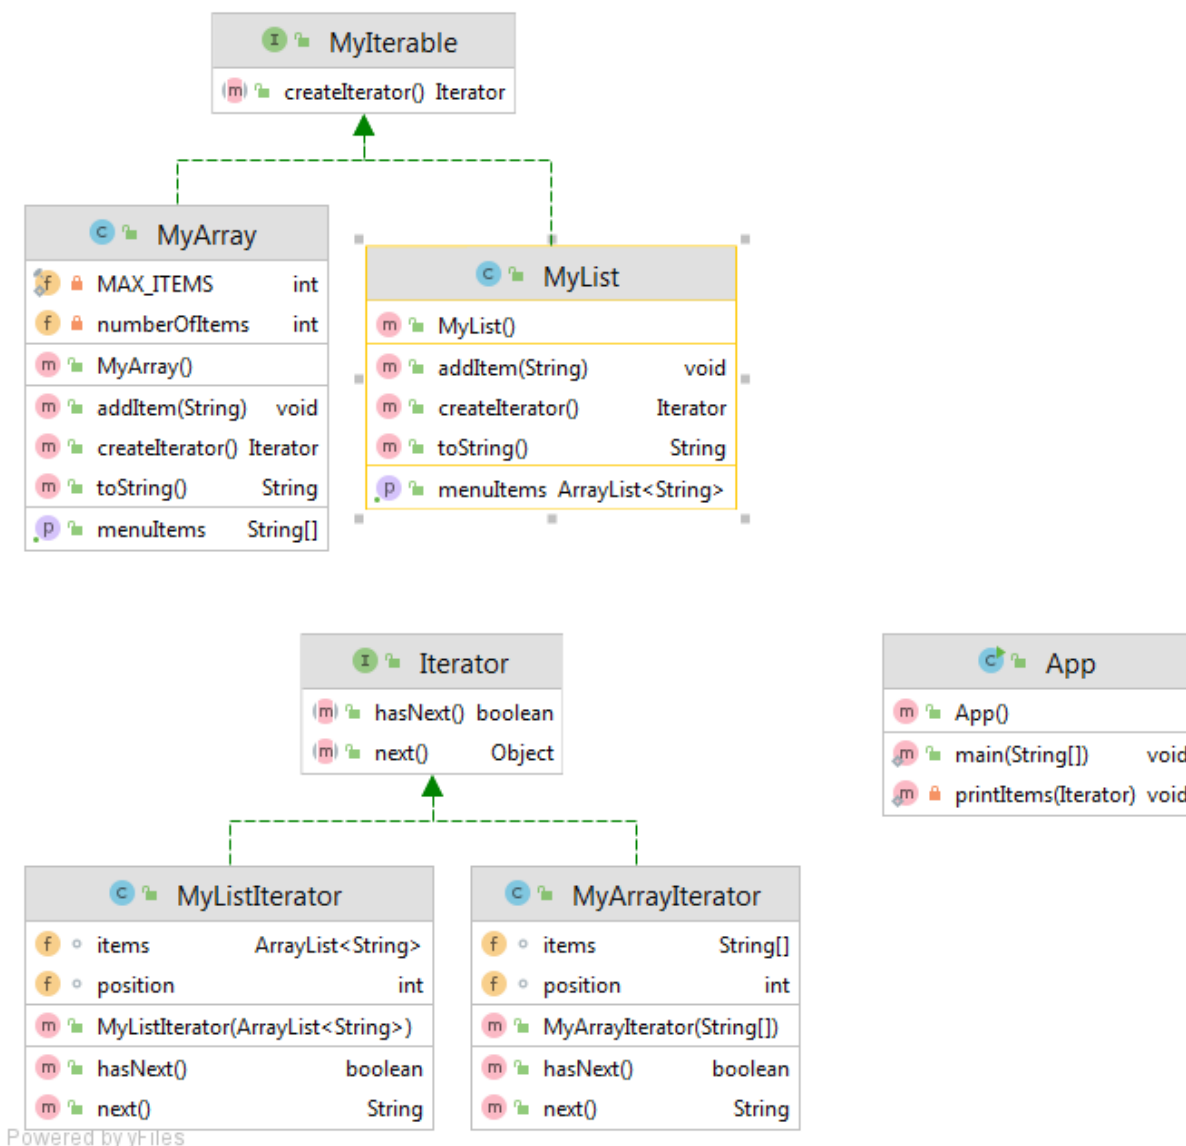 I MyIterable
m createIterator() Iterator
C MyArray
f MAX_ITEMS int
f numberOfItems int
m MyArray()
m addItem(String) void
m createIterator() Iterator
m toString() String
p menuItems String[]
C MyList
m MyList()
m addItem(String) void
m createIterator() Iterator
m toString() String
p menuItems ArrayList<String>
I Iterator
m hasNext() boolean
m next() Object
C App
m App()
m main(String[]) void
m printItems(Iterator) void
C MyListIterator
f items ArrayList<String>
f position int
m MyListIterator(ArrayList<String>)
m hasNext() boolean
m next() String
C MyArrayIterator
f items String[]
f position int
m MyArrayIterator(String[])
m hasNext() boolean
m next() String
Powered by yFiles